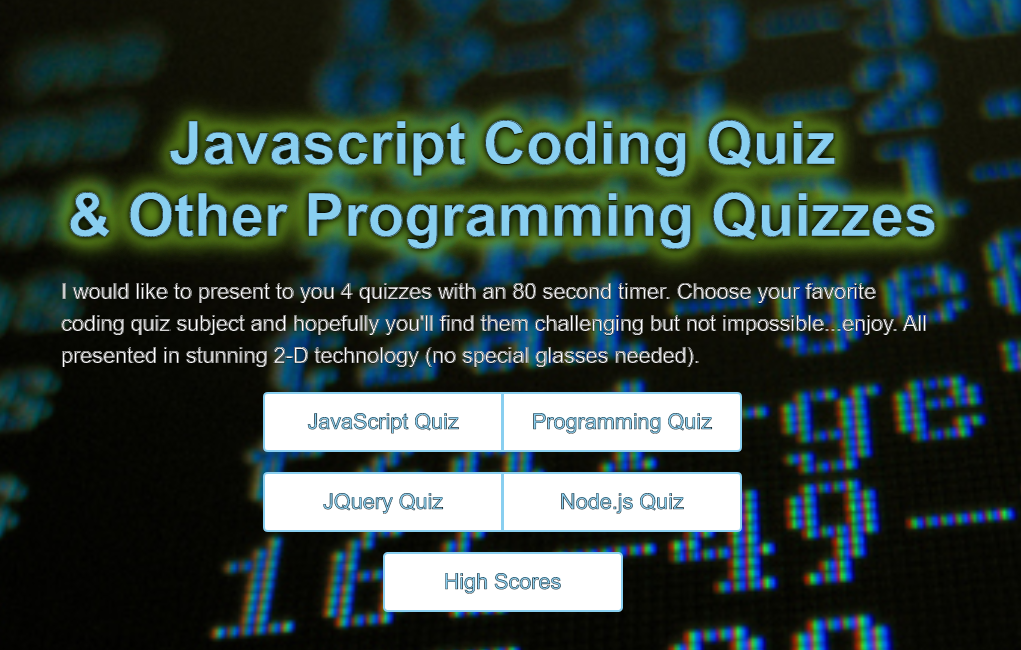 Javascript Coding Quiz
& Other Programming Quizzes
I would like to present to you 4 quizzes with an 80 second timer. Choose your favorite
coding quiz subject and hopefully you'll find them challenging but not impossible...enjoy. All
presented in stunning 2-D technology (no special glasses needed).
JavaScript Quiz
Programming Quiz
JQuery Quiz
Node.js Quiz
High Scores